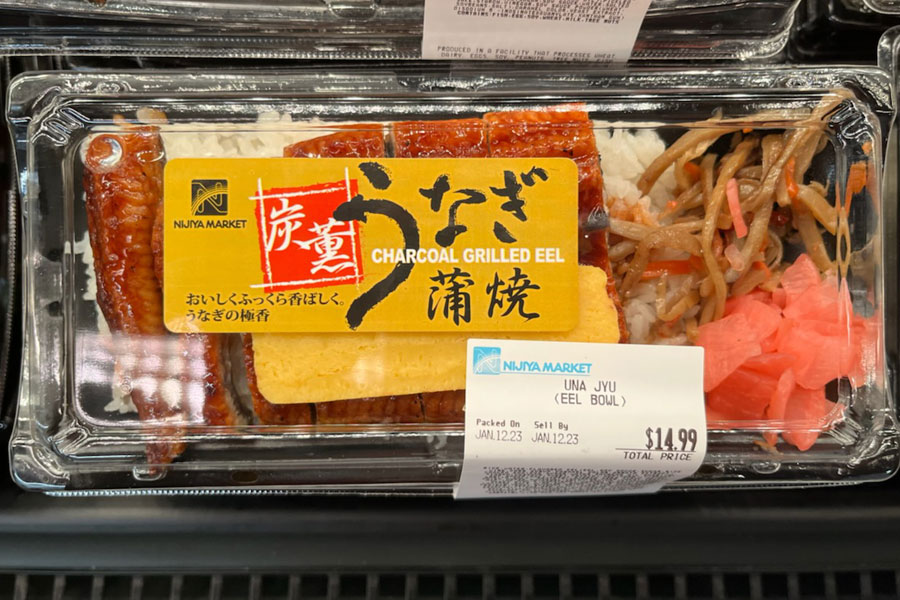 PRODUCED IN A FACILITY THAT PROCESSES WHEAT
NIJIYA MARKET
炭薫
うなぎ
CHARCOAL GRILLED EEL
蒲焼
おいしくふっくら香ばしく。
うなぎの極香
NIJIYA MARKET
UNA JYU
(EEL BOWL)
Packed On Sell By
JAN.12.23 JAN.12.23
$14.99
TOTAL PRICE